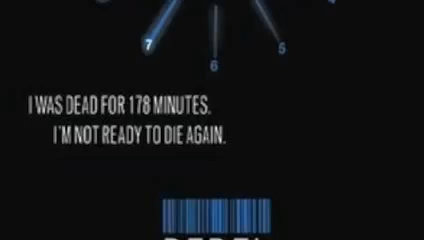 7
6
5
I WAS DEAD FOR 178 MINUTES.
I'M NOT READY TO DIE AGAIN.